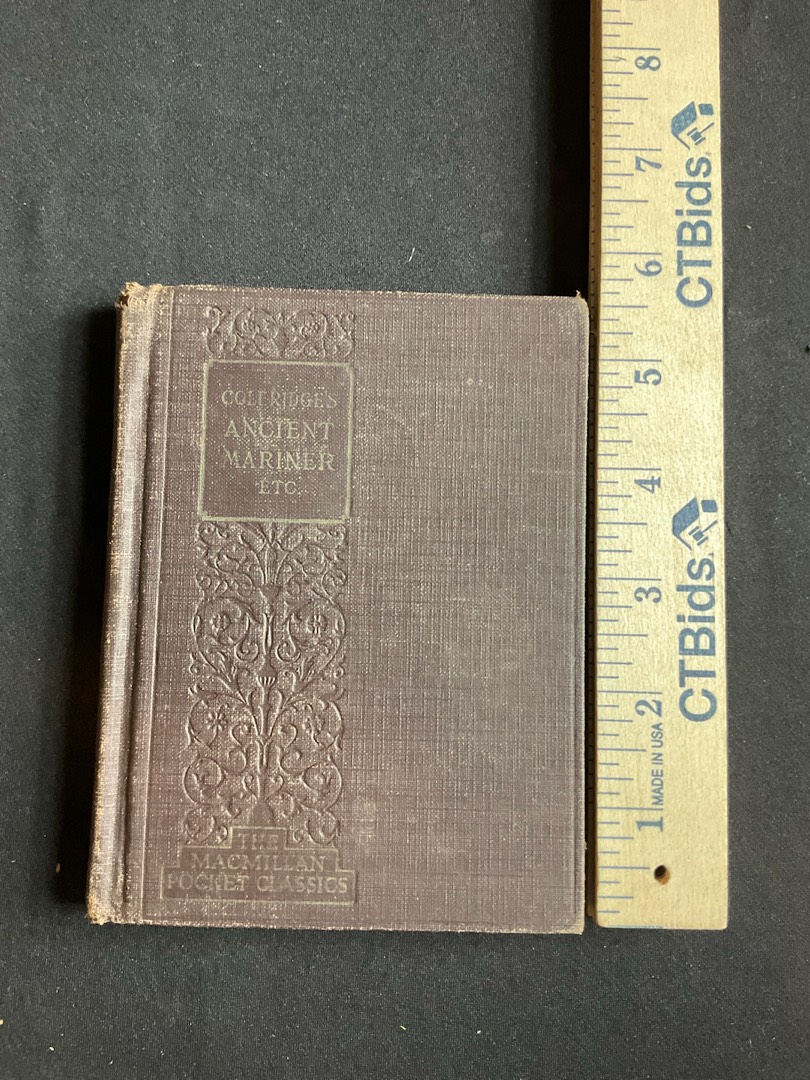 COLERIDGE'S
ANCIENT
MARINER
ETC.
THE
MACMILLAN
POCKET CLASSICS
8
7
6
5
4
3
2
1
CTBids
CTBids
MADE IN USA